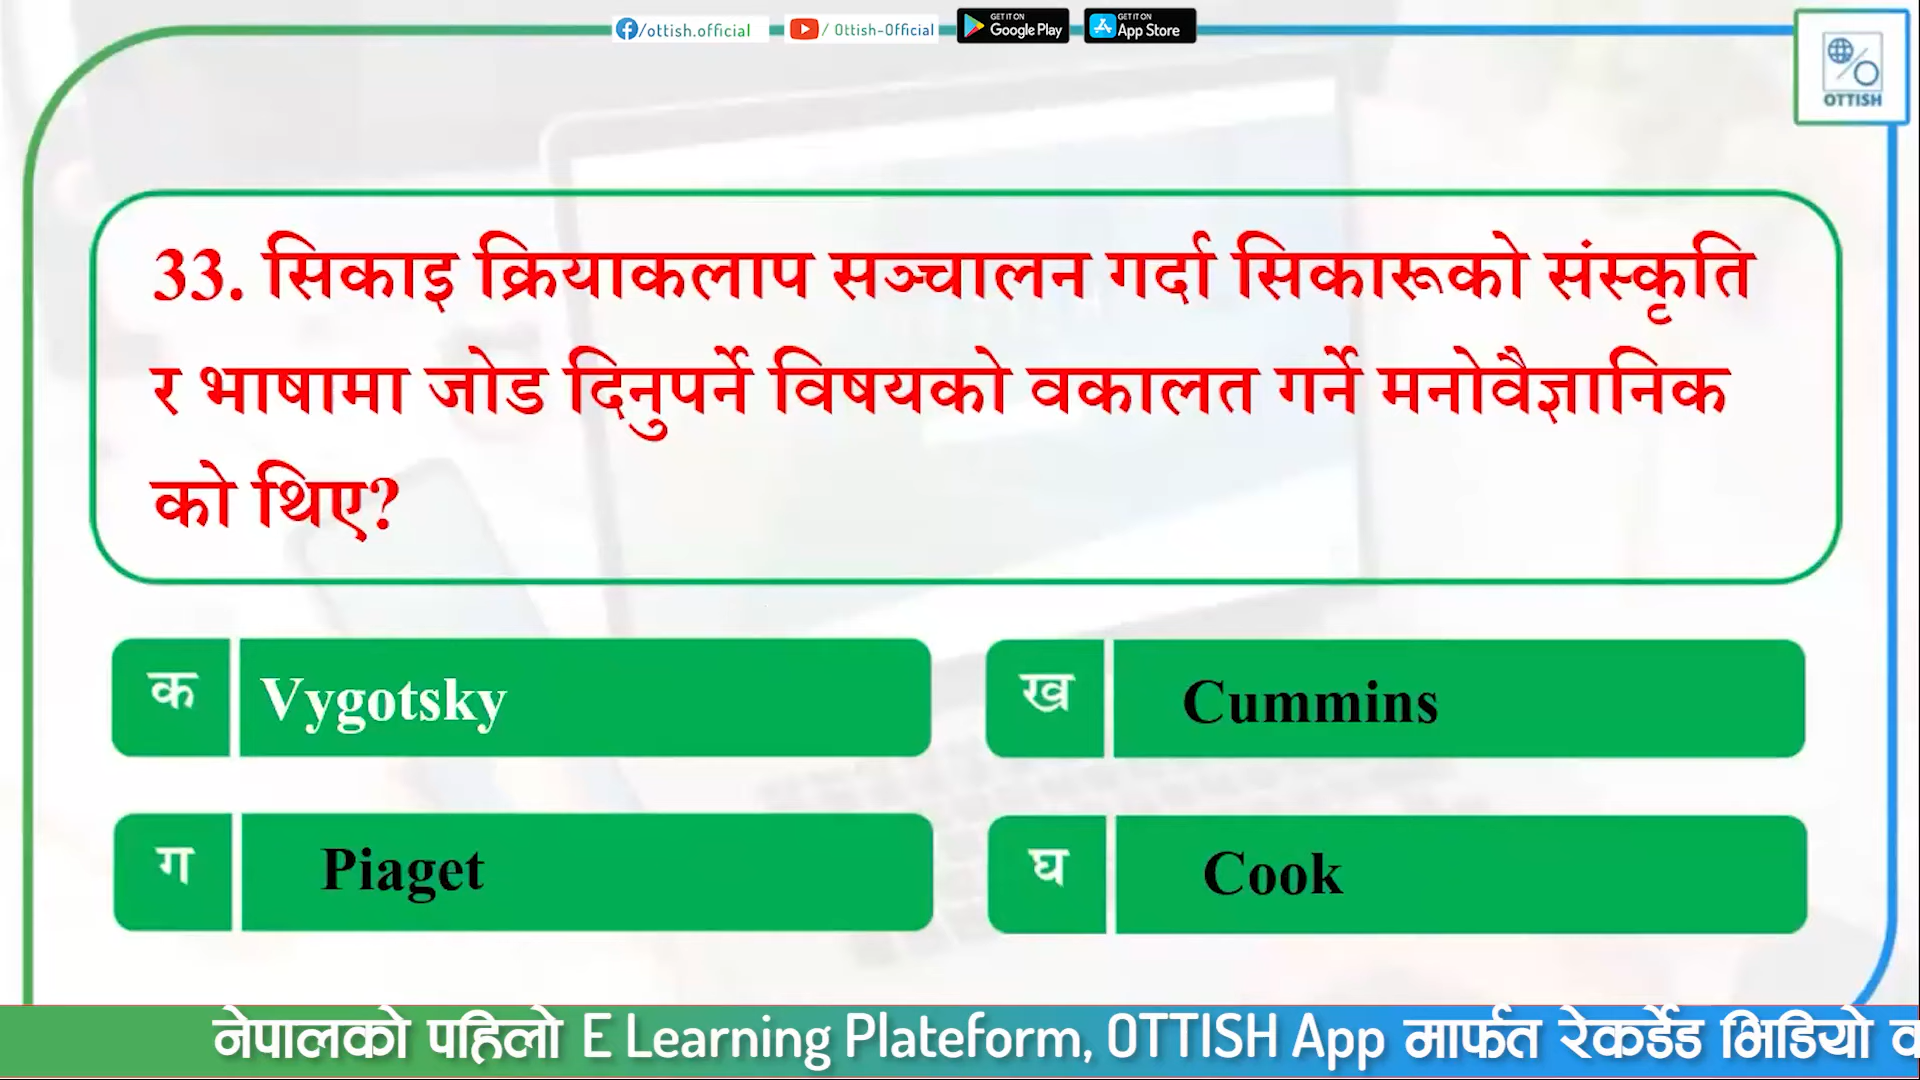 /ottish.official
/ Ottish-Official
GET IT ON
Google Play
GET IT ON
App Store
OTTISH
33. सिकाइ क्रियाकलाप सञ्चालन गर्दा सिकारूको संस्कृति
र भाषामा जोड दिनुपर्ने विषयको वकालत गर्ने मनोवैज्ञानिक
को थिए?
क Vygotsky
ख Cummins
ग Piaget
घ Cook
नेपालको पहिलो E Learning Plateform, OTTISH App मार्फत रेकर्डेड भिडियो